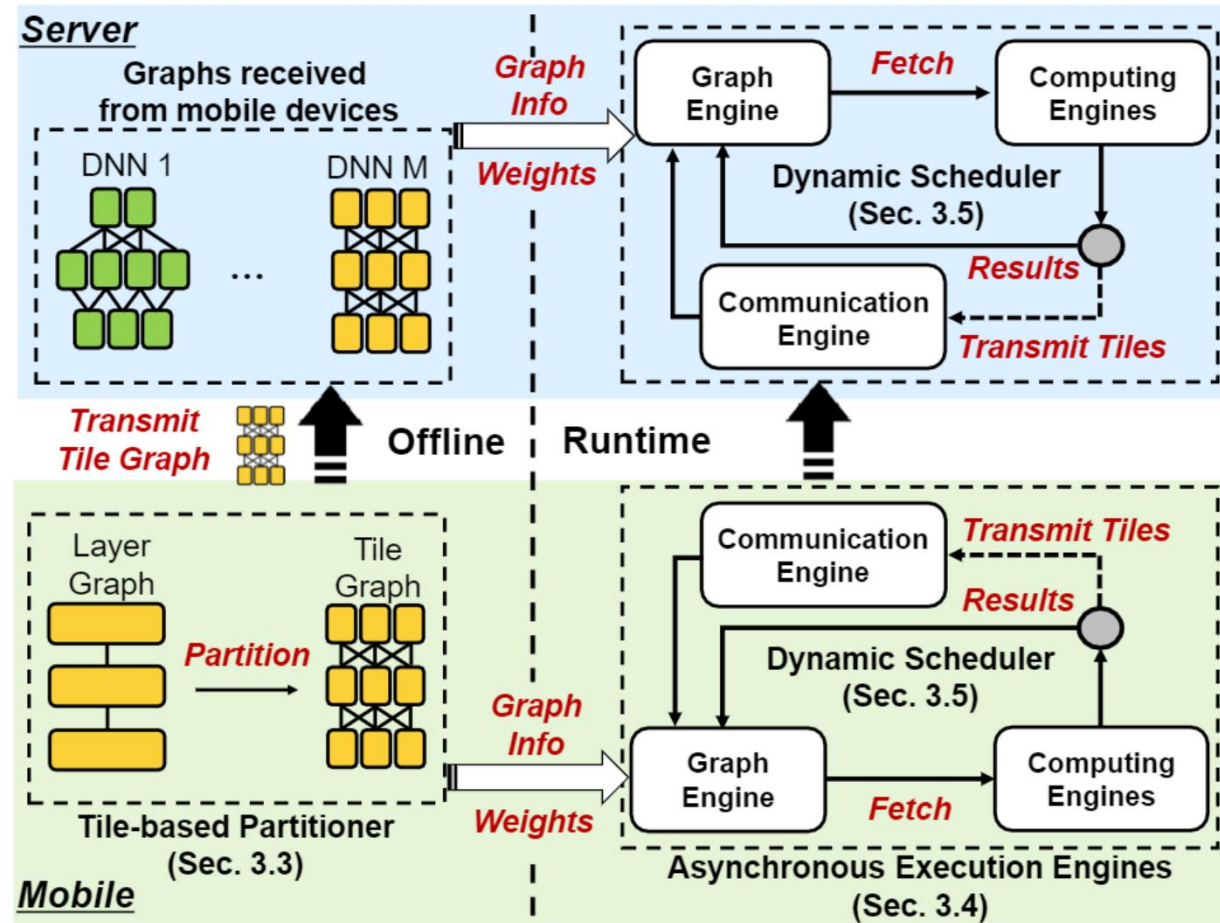 Server
Graphs received
from mobile devices
DNN 1
DNN M
...
Graph
Info
Weights
Graph
Engine
Fetch
Computing
Engines
Dynamic Scheduler
(Sec. 3.5)
Results
Communication
Engine
Transmit Tiles
Transmit
Tile Graph
Offline
Runtime
Layer
Graph
Partition
Tile
Graph
Tile-based Partitioner
(Sec. 3.3)
Mobile
Graph
Info
Weights
Communication
Engine
Transmit Tiles
Results
Dynamic Scheduler
(Sec. 3.5)
Graph
Engine
Fetch
Computing
Engines
Asynchronous Execution Engines
(Sec. 3.4)